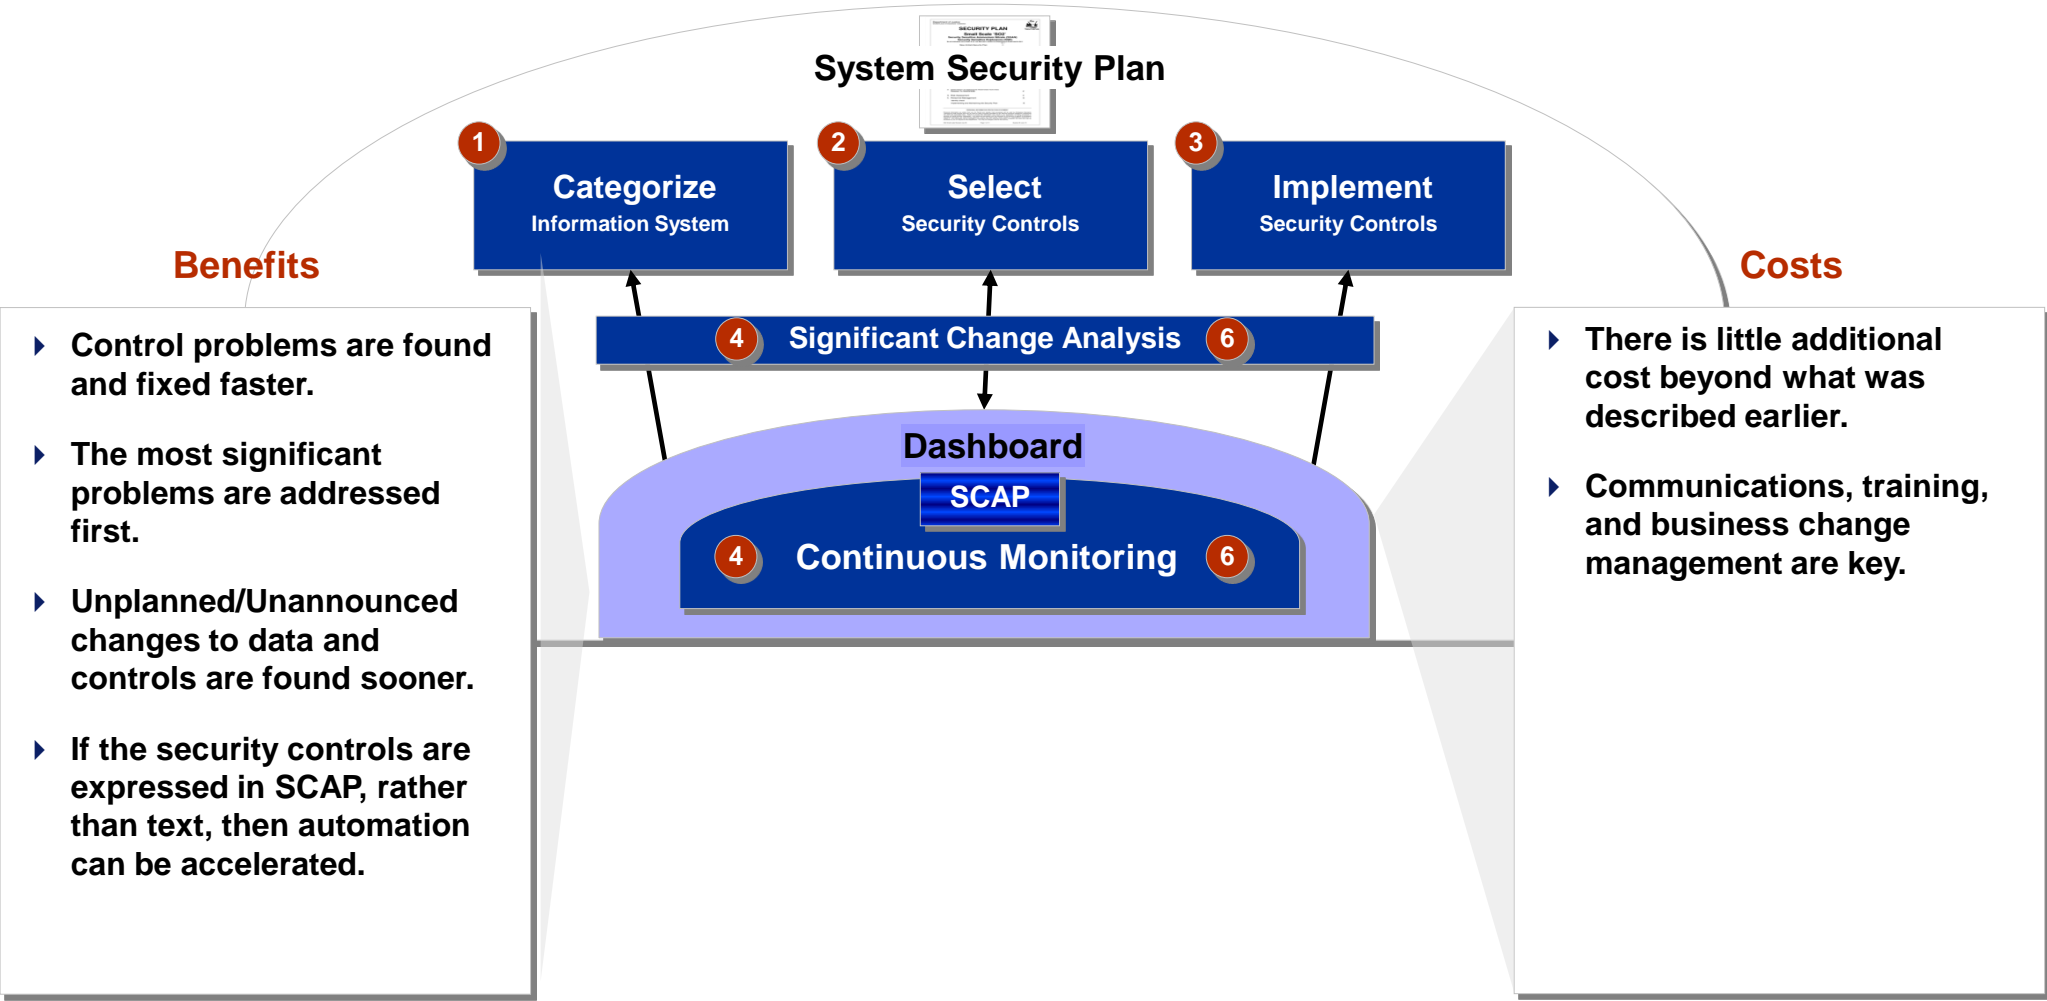 SECURITY PLAN
System Security Plan
1
2
3
Categorize
Information System
Select
Security Controls
Implement
Security Controls
Benefits
Costs
4 Significant Change Analysis 6
Dashboard
SCAP
4 Continuous Monitoring 6
Control problems are found
and fixed faster.
The most significant
problems are addressed
first.
Unplanned/Unannounced
changes to data and
controls are found sooner.
If the security controls are
expressed in SCAP, rather
than text, then automation
can be accelerated.
There is little additional
cost beyond what was
described earlier.
Communications, training,
and business change
management are key.